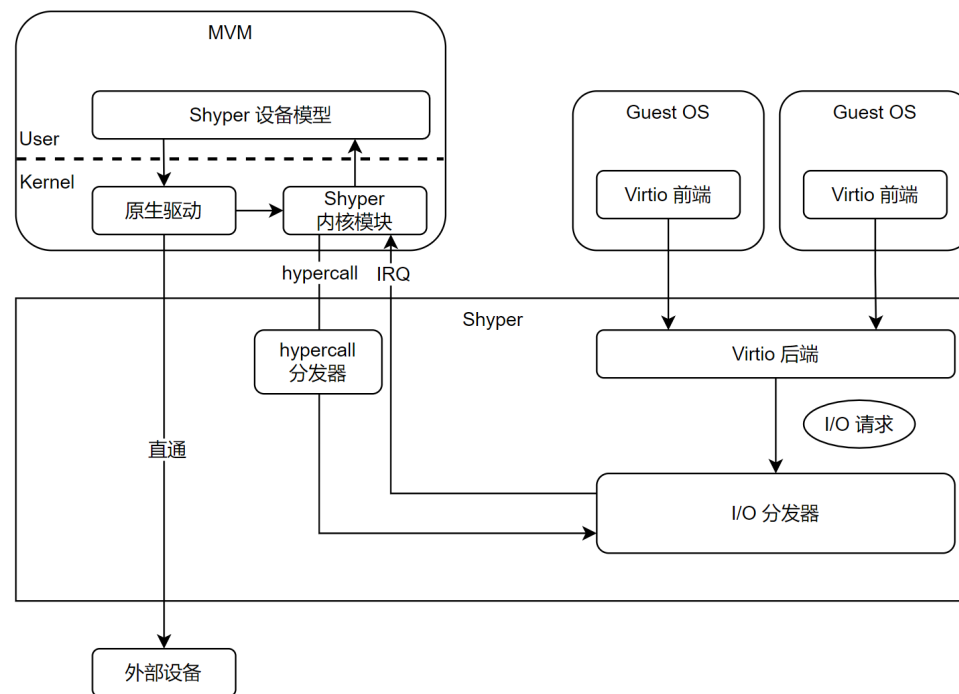 MVM
Shyper 设备模型
User
Kernel
原生驱动
Shyper
内核模块
Guest OS
Guest OS
Virtio 前端
Virtio 前端
hypercall
IRQ
Shyper
hypercall
分发器
Virtio 后端
I/O 请求
直通
I/O 分发器
外部设备